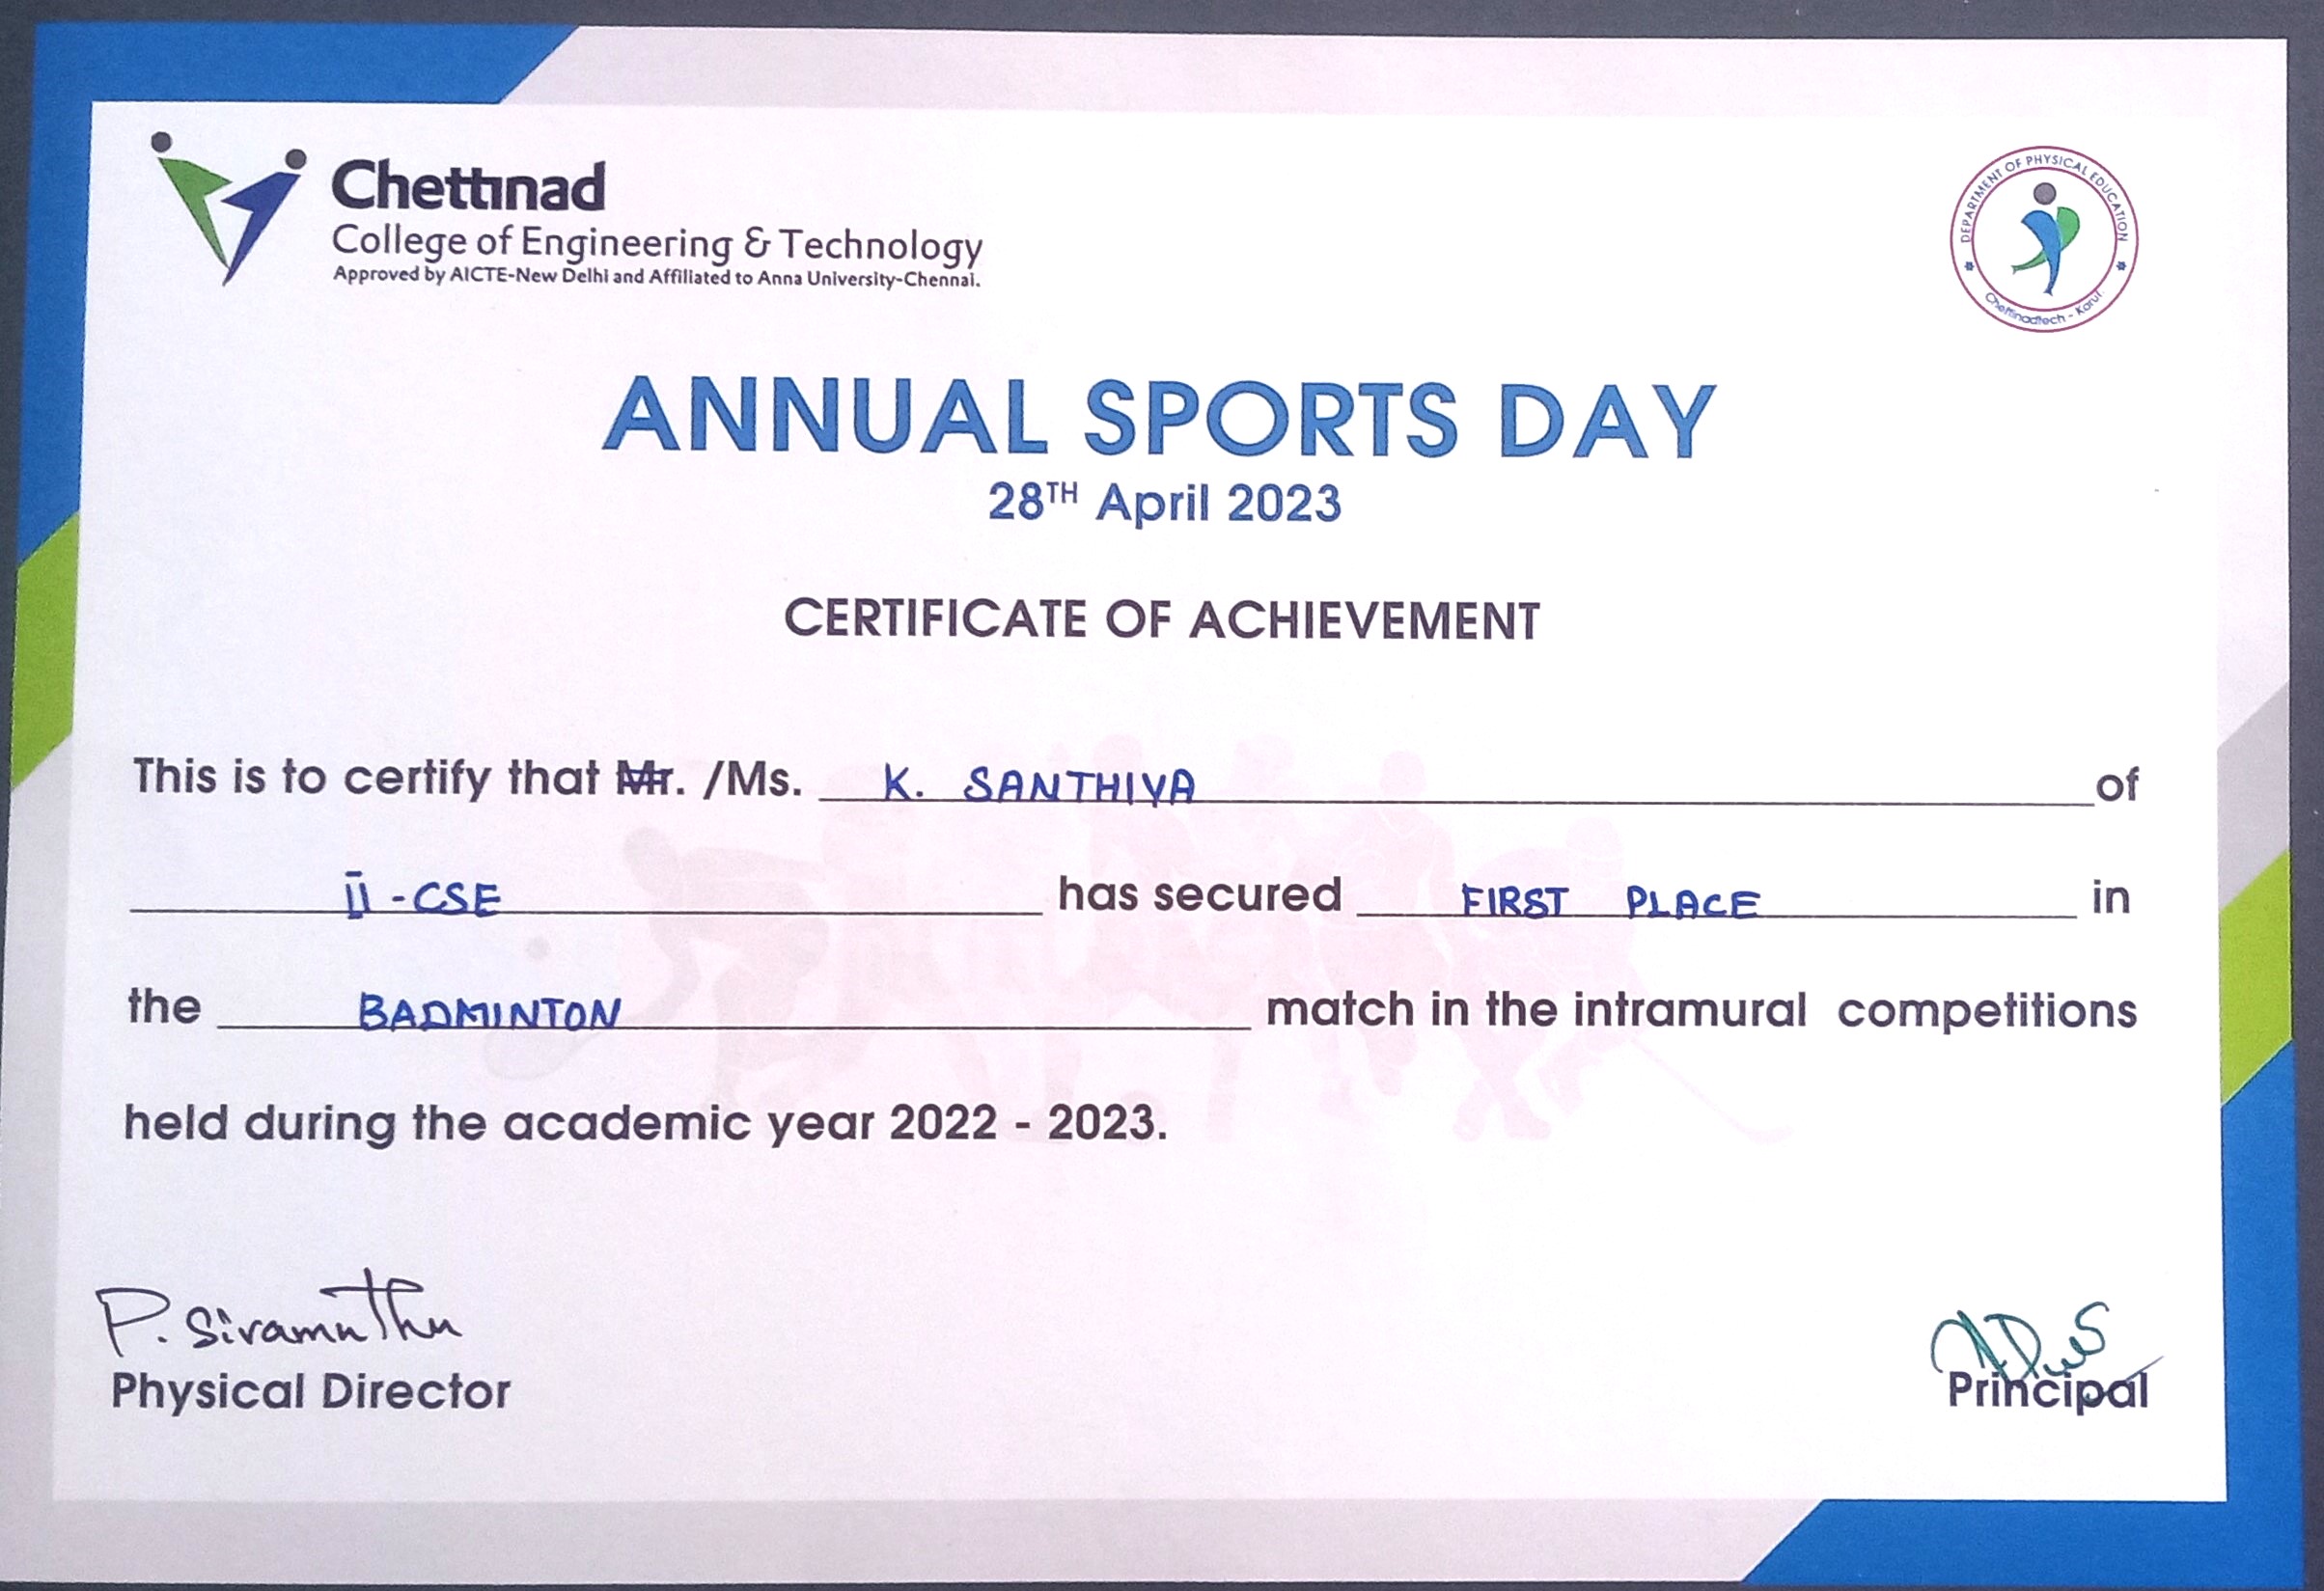 Chettinad
College of Engineering & Technology
Approved by AICTE-New Delhi and Affiliated to Anna University-Chennai.
DEPARTMENT OF PHYSICAL EDUCATION
Chettinadtech - Karur
ANNUAL SPORTS DAY
28TH April 2023
CERTIFICATE OF ACHIEVEMENT
This is to certify that Mr. /Ms. K. SANTHIYA of
II - CSE has secured FIRST PLACE in
the BADMINTON match in the intramural competitions
held during the academic year 2022 - 2023.
P. Sivamuthu
Physical Director
Principal